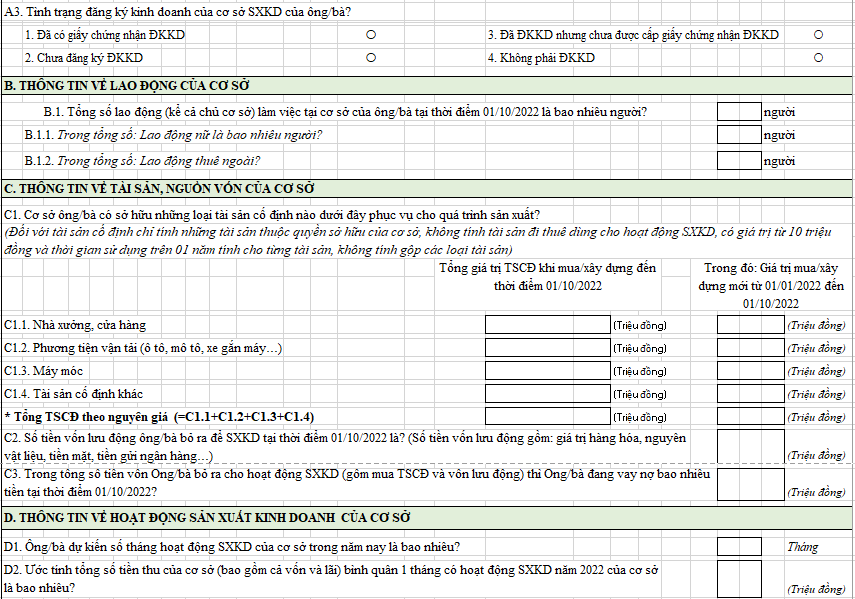 A3. Tình trạng đăng ký kinh doanh của cơ sở SXKD của ông/bà?
1. Đã có giấy chứng nhận ĐKKD
3. Đã ĐKKD nhưng chưa được cấp giấy chứng nhận ĐKKD
2. Chưa đăng ký ĐKKD
4. Không phải ĐKKD
B. THÔNG TIN VỀ LAO ĐỘNG CỦA CƠ SỞ
B.1. Tổng số lao động (kể cả chủ cơ sở) làm việc tại cơ sở của ông/bà tại thời điểm 01/10/2022 là bao nhiêu người?
người
B.1.1. Trong tổng số: Lao động nữ là bao nhiêu người?
người
B.1.2. Trong tổng số: Lao động thuê ngoài?
người
C. THÔNG TIN VỀ TÀI SẢN, NGUỒN VỐN CỦA CƠ SỞ
C1. Cơ sở ông/bà có sở hữu những loại tài sản cố định nào dưới đây phục vụ cho quá trình sản xuất?
(Đối với tài sản cố định chỉ tính những tài sản thuộc quyền sở hữu của cơ sở, không tính tài sản đi thuê dùng cho hoạt động SXKD, có giá trị từ 10 triệu
đồng và thời gian sử dụng trên 01 năm tính cho từng tài sản, không tính gộp các loại tài sản)
Tổng giá trị TSCĐ khi mua/xây dựng đến
thời điểm 01/10/2022
Trong đó: Giá trị mua/xây
dựng mới từ 01/01/2022 đến
01/10/2022
C1.1. Nhà xưởng, cửa hàng
(Triệu đồng)
(Triệu đồng)
C1.2. Phương tiện vận tải (ô tô, mô tô, xe gắn máy…)
(Triệu đồng)
(Triệu đồng)
C1.3. Máy móc
(Triệu đồng)
(Triệu đồng)
C1.4. Tài sản cố định khác
(Triệu đồng)
(Triệu đồng)
* Tổng TSCĐ theo nguyên giá (=C1.1+C1.2+C1.3+C1.4)
(Triệu đồng)
(Triệu đồng)
C2. Số tiền vốn lưu động ông/bà bỏ ra để SXKD tại thời điểm 01/10/2022 là? (Số tiền vốn lưu động gồm: giá trị hàng hóa, nguyên
vật liệu, tiền mặt, tiền gửi ngân hàng…)
(Triệu đồng)
C3. Trong tổng số tiền vốn Ông/bà bỏ ra cho hoạt động SXKD (gồm mua TSCĐ và vốn lưu động) thì Ông/bà đang vay nợ bao nhiêu
tiền tại thời điểm 01/10/2022?
(Triệu đồng)
D. THÔNG TIN VỀ HOẠT ĐỘNG SẢN XUẤT KINH DOANH CỦA CƠ SỞ
D1. Ông/bà dự kiến số tháng hoạt động SXKD của cơ sở trong năm nay là bao nhiêu?
Tháng
D2. Ước tính tổng số tiền thu của cơ sở (bao gồm cả vốn và lãi) bình quân 1 tháng có hoạt động SXKD năm 2022 của cơ sở
là bao nhiêu?
(Triệu đồng)